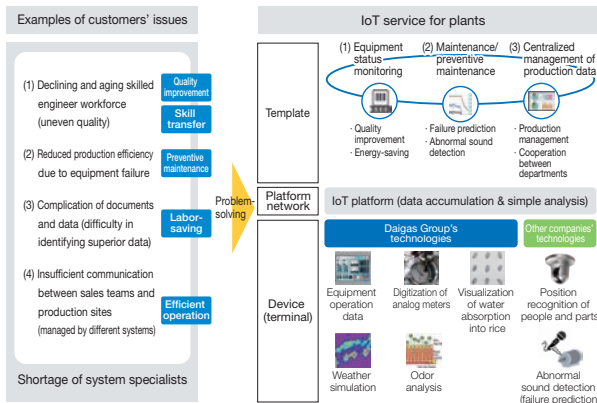 Examples of customers' issues
(1) Declining and aging skilled
engineer workforce
(uneven quality)
Quality
improvement
Skill
transfer
(2) Reduced production efficiency
due to equipment failure
Preventive
maintenance
(3) Complication of documents
and data (difficulty in
identifying superior data)
Labor-
saving
(4) Insufficient communication
between sales teams and
production sites
(managed by different systems)
Efficient
operation
Shortage of system specialists
Problem-
solving
IoT service for plants
Template
(1) Equipment
status
monitoring
(2) Maintenance/
preventive
maintenance
(3) Centralized
management of
production data
· Quality
improvement
· Energy-saving
· Failure prediction
· Abnormal sound
detection
· Production
management
· Cooperation
between
departments
Platform
network
IoT platform (data accumulation & simple analysis)
Device
(terminal)
Daigas Group's
technologies
Other companies'
technologies
Equipment
operation
data
Digitization of
analog meters
Visualization
of water
absorption
into rice
Position
recognition of
people and parts
Weather
simulation
Odor
analysis
Abnormal
sound detection
(failure prediction)